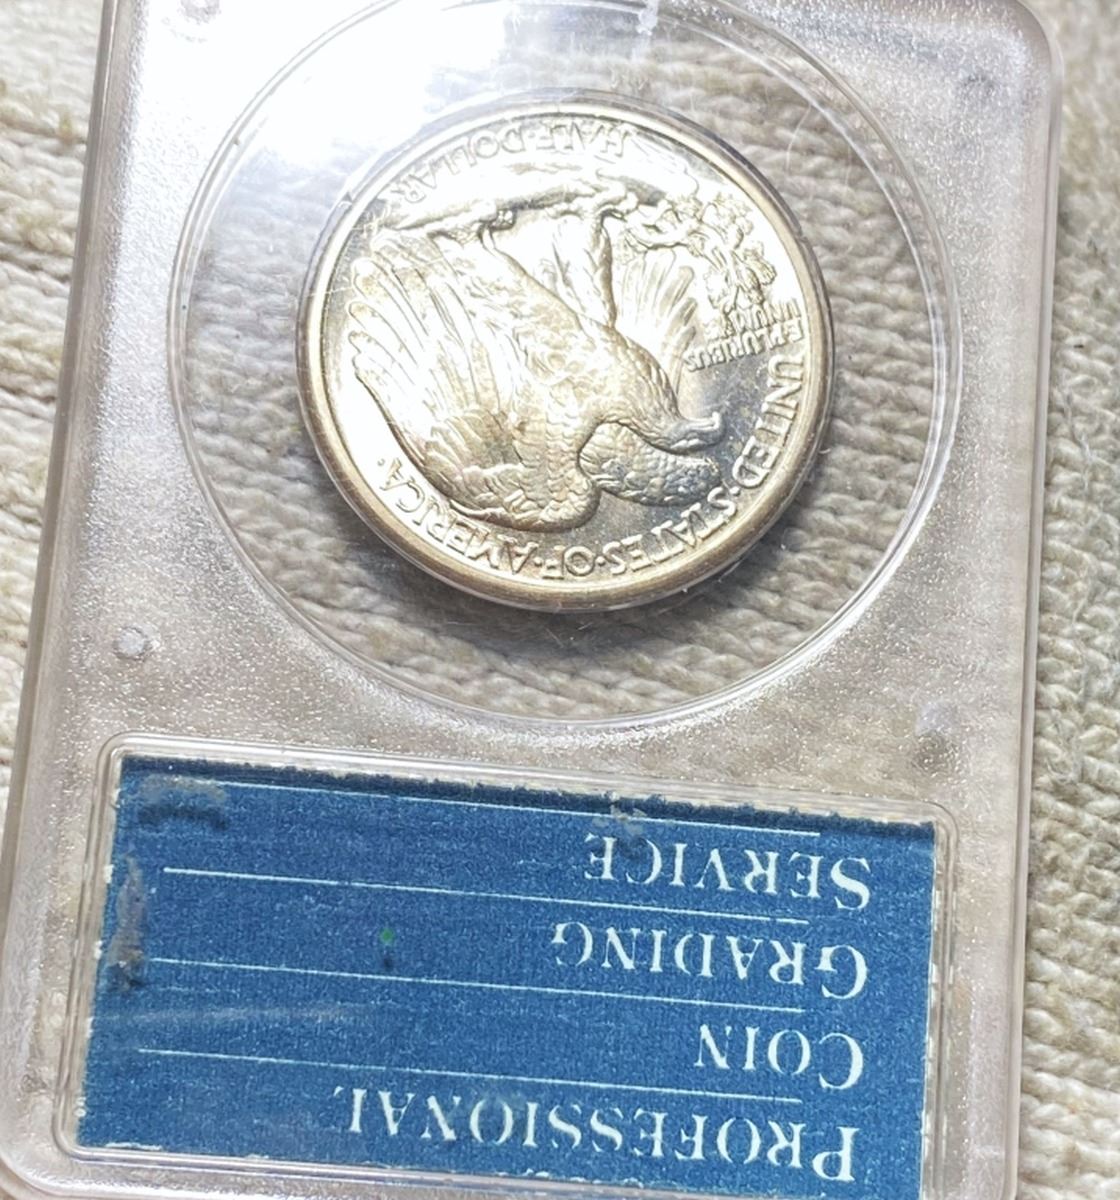 PROFESSIONAL
COIN
GRADING
SERVICE
UNITED·STATES·OF·AMERICA·
E·PLURIBUS
UNUM
HALF·DOLLAR